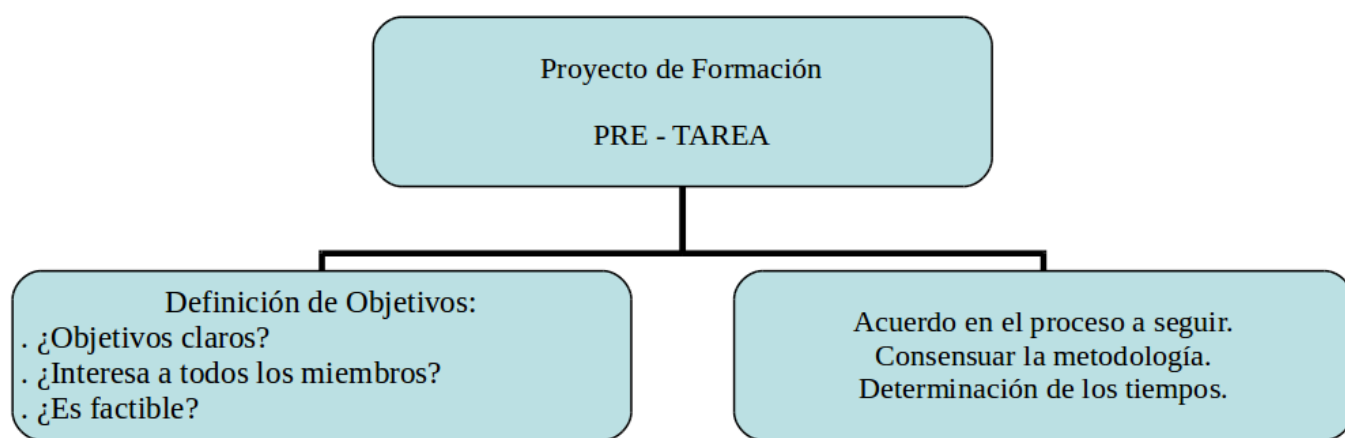 Proyecto de Formación
PRE - TAREA
Definición de Objetivos:
. ¿Objetivos claros?
. ¿Interesa a todos los miembros?
. ¿Es factible?
Acuerdo en el proceso a seguir.
Consensuar la metodología.
Determinación de los tiempos.